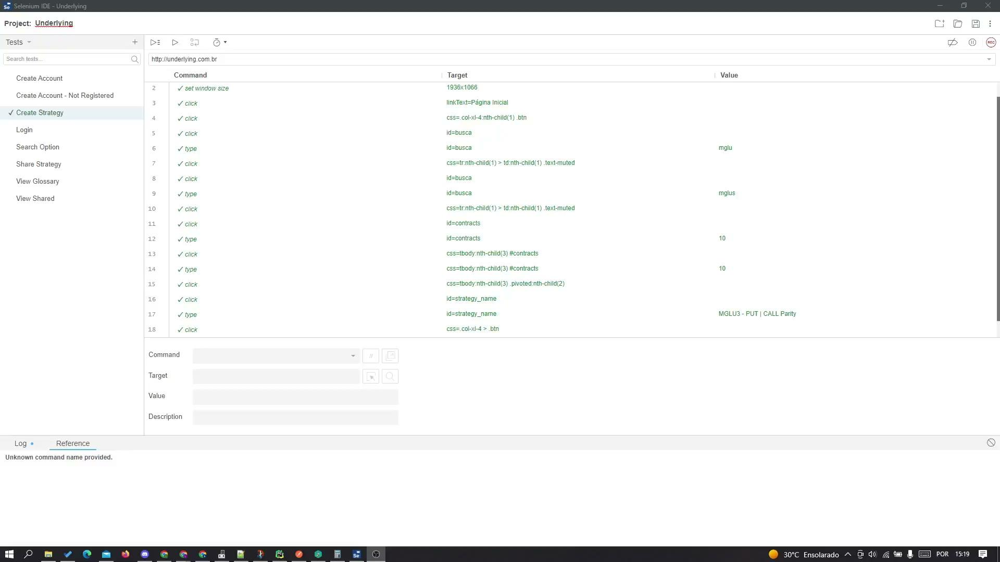 Selenium IDE - Underlying
Project: Underlying
Tests
Search tests...
Create Account
Create Account - Not Registered
✓ Create Strategy
Login
Search Option
Share Strategy
View Glossary
View Shared
REC
http://underlying.com.br
Command Target Value
2 ✓ set window size 1936x1066
3 ✓ click linkText=Página Inicial
4 ✓ click css=.col-xl-4:nth-child(1) .btn
5 ✓ click id=busca
6 ✓ type id=busca mglu
7 ✓ click css=tr:nth-child(1) > td:nth-child(1) .text-muted
8 ✓ click id=busca
9 ✓ type id=busca mglus
10 ✓ click css=tr:nth-child(1) > td:nth-child(1) .text-muted
11 ✓ click id=contracts
12 ✓ type id=contracts 10
13 ✓ click css=tbody:nth-child(3) #contracts
14 ✓ type css=tbody:nth-child(3) #contracts 10
15 ✓ click css=tbody:nth-child(3) .pivoted:nth-child(2)
16 ✓ click id=strategy_name
17 ✓ type id=strategy_name MGLU3 - PUT | CALL Parity
18 ✓ click css=.col-xl-4 > .btn
Command //
Target
Value
Description
Log Reference
Unknown command name provided.
30°C Ensolarado POR 15:19